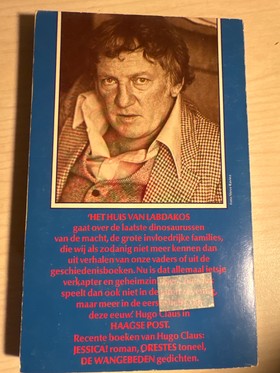 'HET HUIS VAN LABDAKOS
gaat over de laatste dinosaurussen
van de macht, de grote invloedrijke families,
die wij als zodanig niet meer kennen dan
uit verhalen van onze vaders of uit de
geschiedenisboeken. Nu is dat allemaal
verkapter en
speelt dan ook niet in de
maar meer in de
deze eeuw.' Hugo Claus in
HAAGSE POST.
Recente boeken van Hugo Claus:
JESSICA! roman, ORESTES toneel,
DE WANGEBEDEN gedichten.